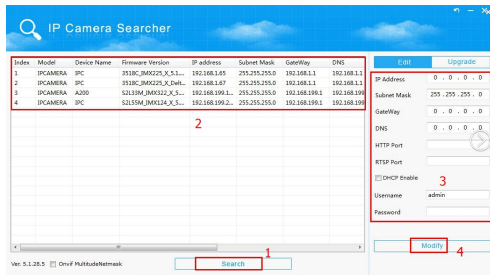 IP Camera Searcher
Index Model Device Name Firmware Version IP address Subnet Mask GateWay DNS
1 IPCAMERA IPC 3518C_IMX225_X_5.1.... 192.168.1.65 255.255.255.0 192.168.1.1 192.168.1.1
2 IPCAMERA IPC 3518C_IMX225_X_Delt... 192.168.1.67 255.255.255.0 192.168.1.1 192.168.1.1
3 IPCAMERA A200 S2L33M_IMX322_X_5.... 192.168.199.1... 255.255.255.0 192.168.199.1 192.168.199
4 IPCAMERA IPC S2L55M_IMX124_X_5.... 192.168.199.2... 255.255.255.0 192.168.199.1 192.168.199
2
Edit Upgrade
IP Address 0 . 0 . 0 . 0
Subnet Mask 255 . 255 . 255 . 0
GateWay 0 . 0 . 0 . 0
DNS 0 . 0 . 0 . 0
HTTP Port
RTSP Port
DHCP Enable
3
Username admin
Password
Modify
4
1
Ver. 5.1.28.5 Onvif MultitudeNetmask Search